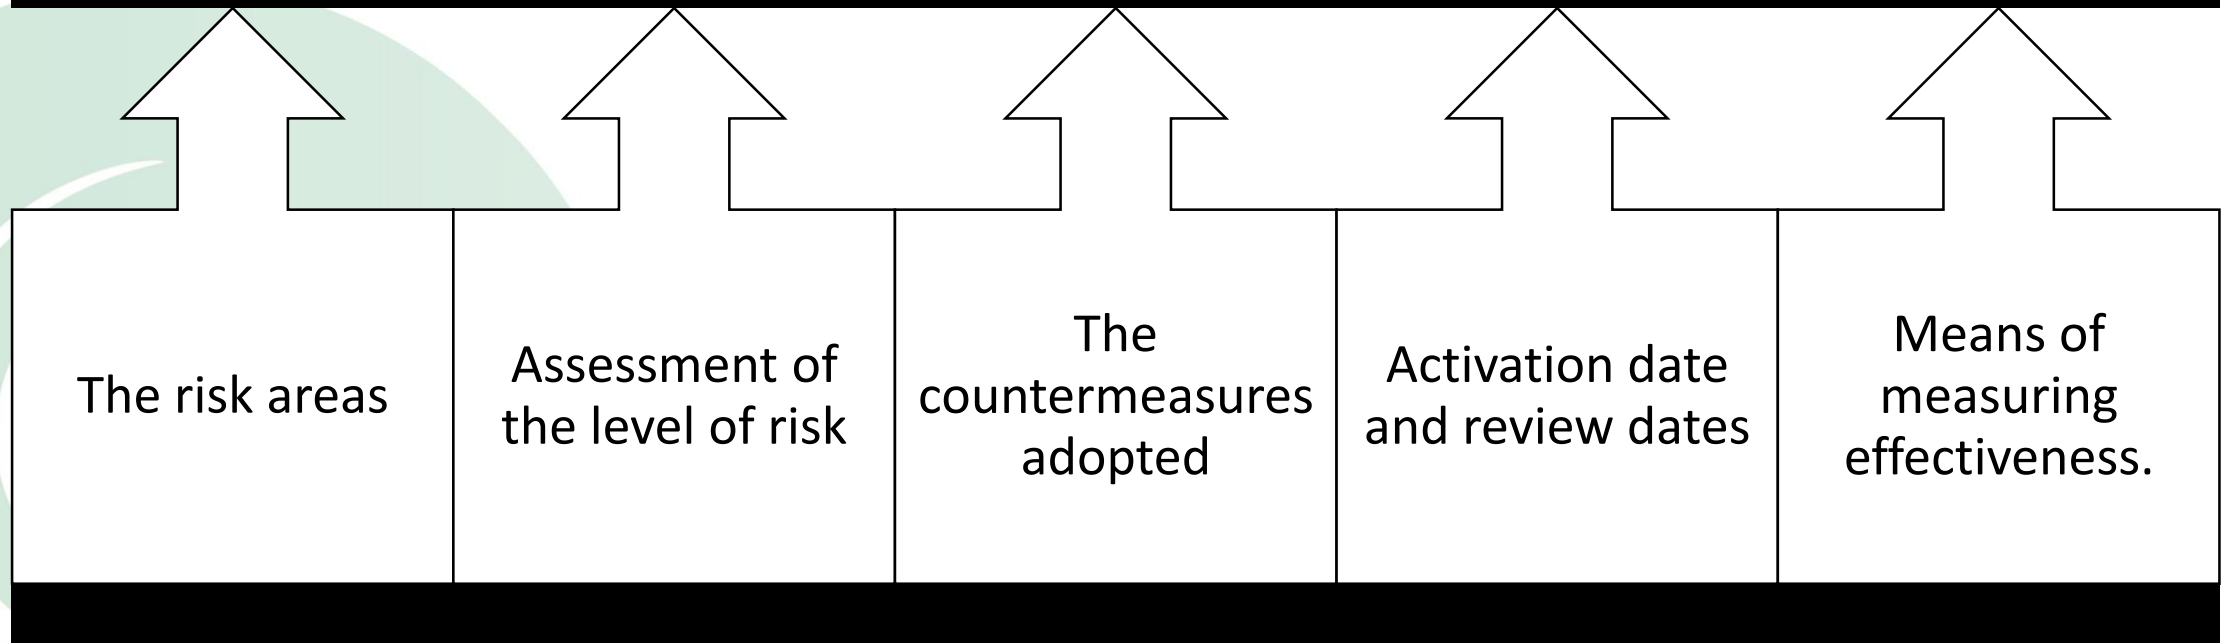 The risk areas
Assessment of
the level of risk
The
countermeasures
adopted
Activation date
and review dates
Means of
measuring
effectiveness.